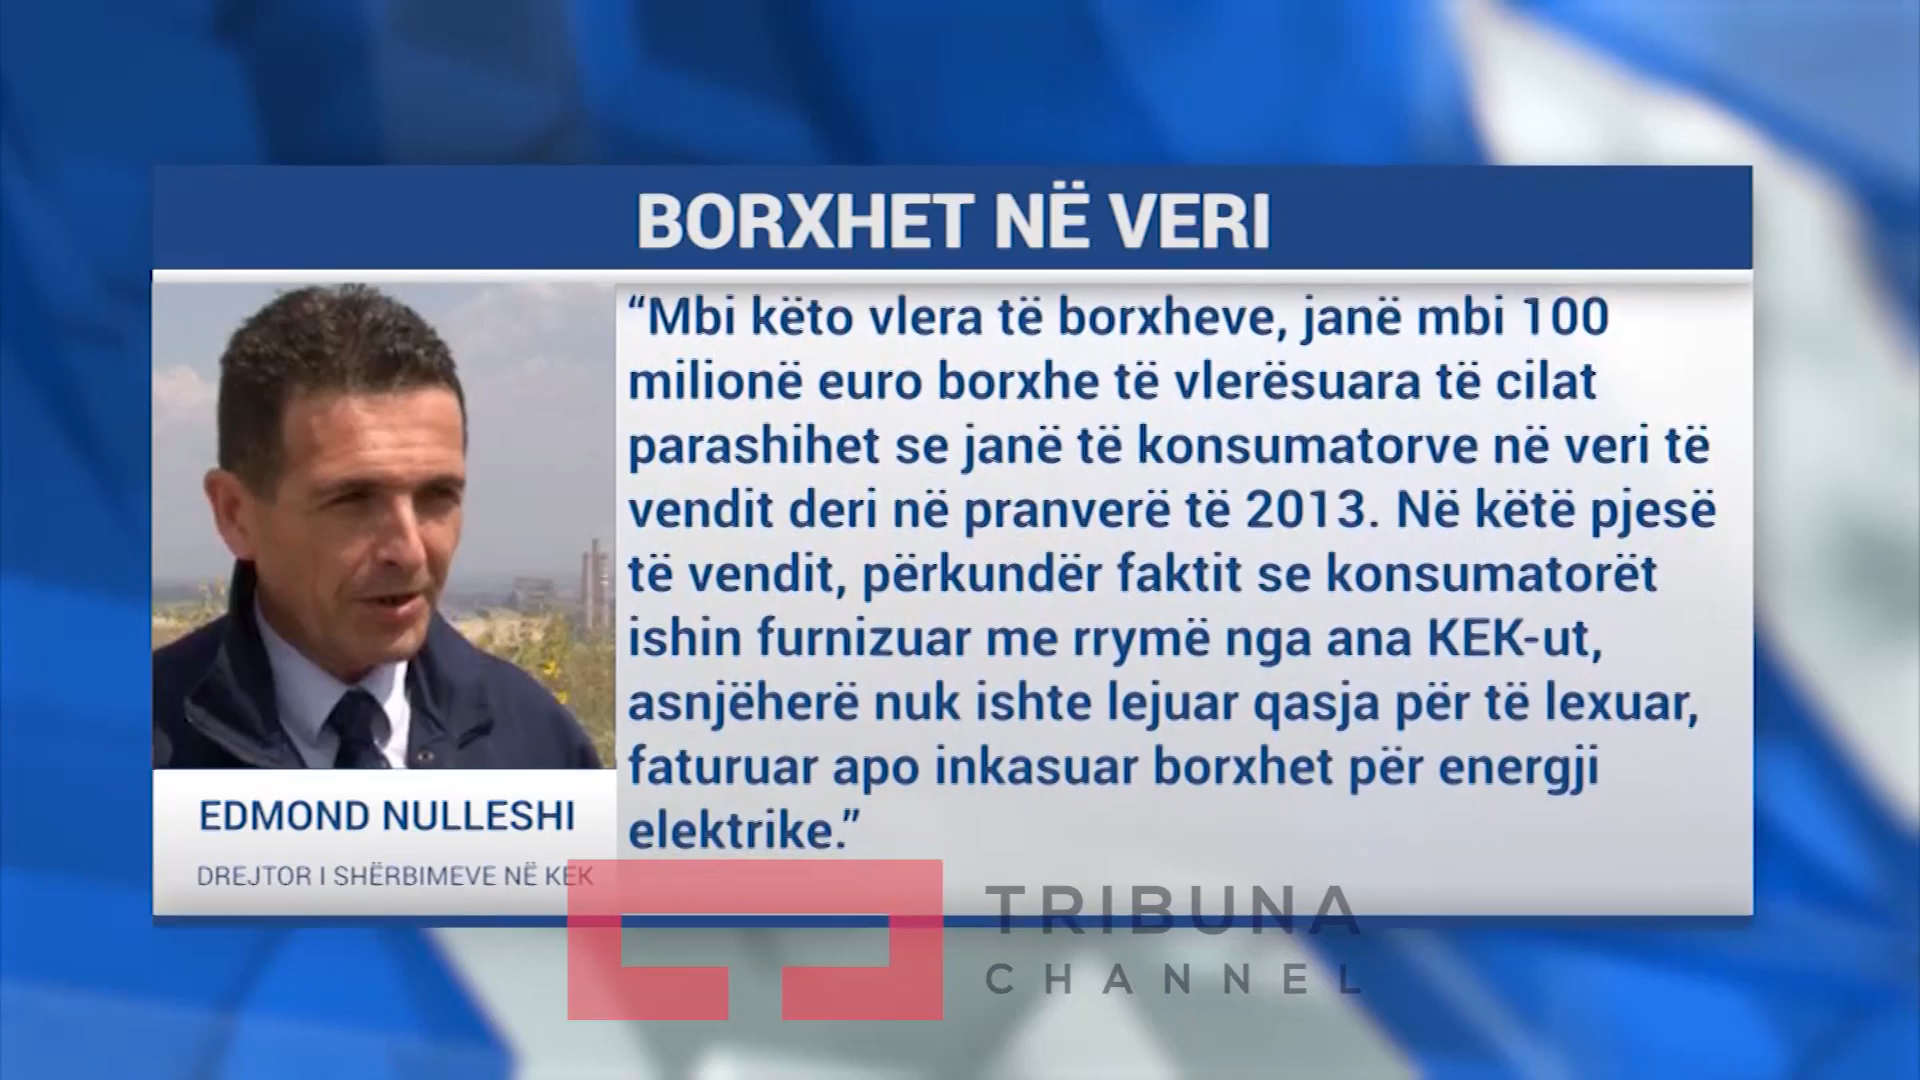 BORXHET NË VERI
“Mbi këto vlera të borxheve, janë mbi 100
milionë euro borxhe të vlerësuara të cilat
parashihet se janë të konsumatorve në veri të
vendit deri në pranverë të 2013. Në këtë pjesë
të vendit, përkundër faktit se konsumatorët
ishin furnizuar me rrymë nga ana KEK-ut,
asnjëherë nuk ishte lejuar qasja për të lexuar,
faturuar apo inkasuar borxhet për energji
elektrike.”
EDMOND NULLESHI
DREJTOR I SHËRBIMEVE NË KEK
TRIBUNA
CHANNEL